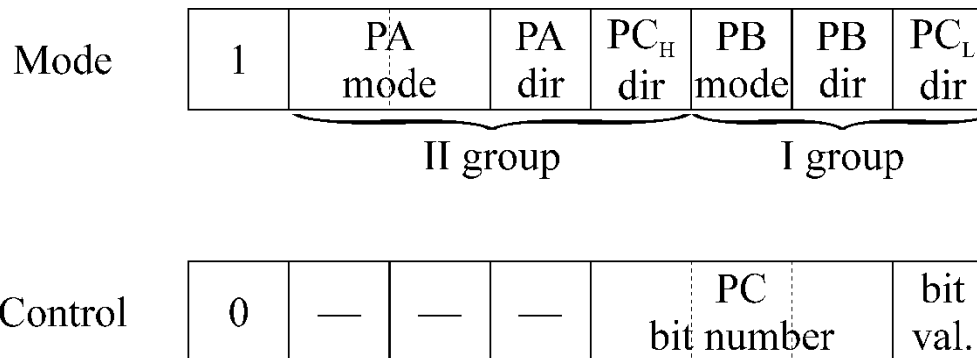 Mode 1 PA mode PA dir PC_H dir PB mode PB dir PC_L dir
II group I group
Control 0 — — — PC bit number bit val.